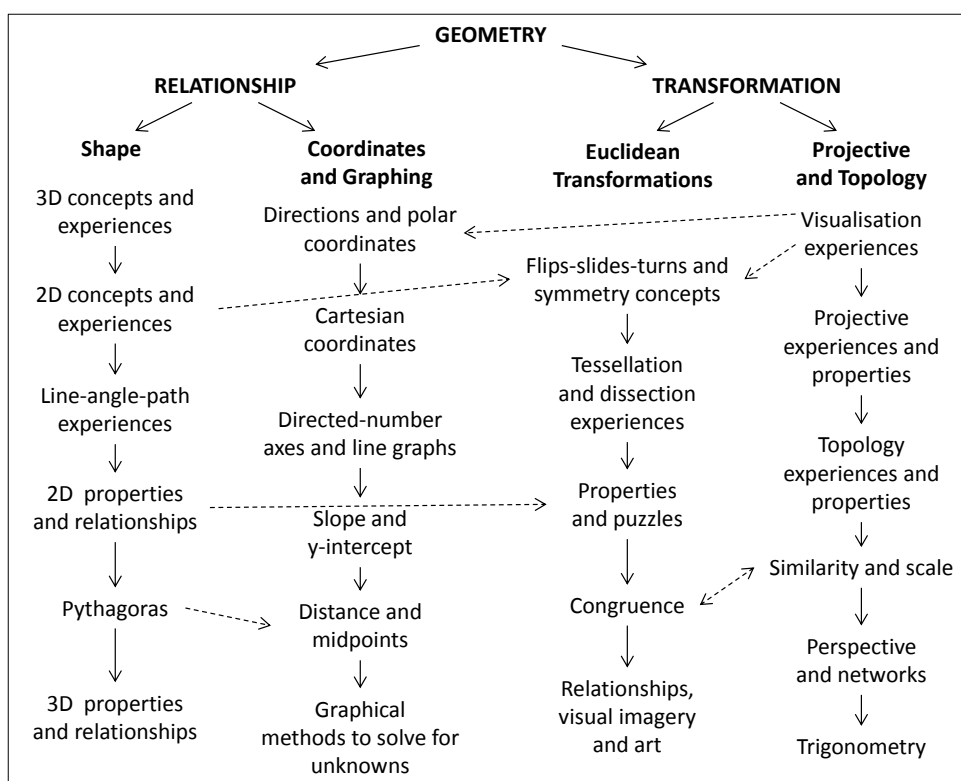 GEOMETRY
RELATIONSHIP
TRANSFORMATION
Shape
3D concepts and
experiences
2D concepts and
experiences
Line-angle-path
experiences
2D properties
and relationships
Pythagoras
3D properties
and relationships
Coordinates
and Graphing
Directions and polar
coordinates
Cartesian
coordinates
Directed-number
axes and line graphs
Slope and
y-intercept
Distance and
midpoints
Graphical
methods to solve for
unknowns
Euclidean
Transformations
Flips-slides-turns and
symmetry concepts
Tessellation
and dissection
experiences
Properties
and puzzles
Congruence
Relationships,
visual imagery
and art
Projective
and Topology
Visualisation
experiences
Projective
experiences and
properties
Topology
experiences and
properties
Similarity and scale
Perspective
and networks
Trigonometry